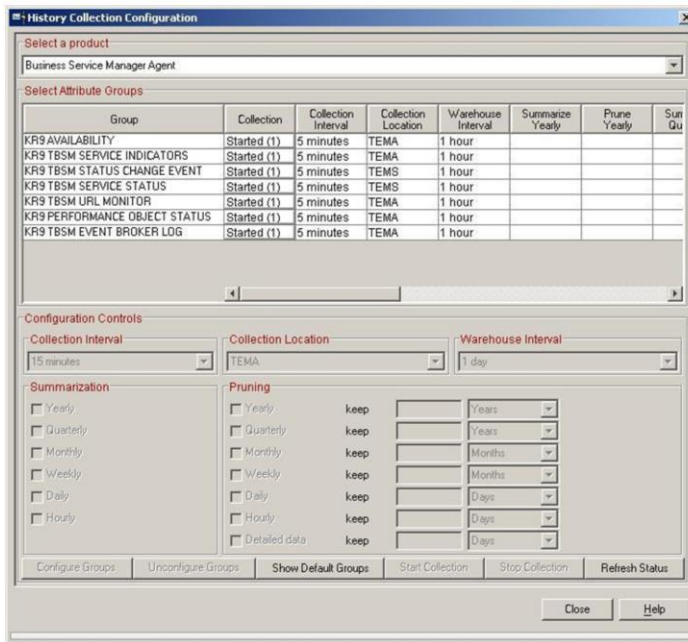 History Collection Configuration
Select a product
Business Service Manager Agent
Select Attribute Groups
Group Collection Collection Interval Collection Location Warehouse Interval Summarize Yearly Prune Yearly Sum Qu
KR9 AVAILABILITY Started (1) 5 minutes TEMA 1 hour
KR9 TBSM SERVICE INDICATORS Started (1) 5 minutes TEMA 1 hour
KR9 TBSM STATUS CHANGE EVENT Started (1) 5 minutes TEMS 1 hour
KR9 TBSM SERVICE STATUS Started (1) 5 minutes TEMS 1 hour
KR9 TBSM URL MONITOR Started (1) 5 minutes TEMA 1 hour
KR9 PERFORMANCE OBJECT STATUS Started (1) 5 minutes TEMA 1 hour
KR9 TBSM EVENT BROKER LOG Started (1) 5 minutes TEMA 1 hour
Configuration Controls
Collection Interval Collection Location Warehouse Interval
15 minutes TEMA 1 day
Summarization Pruning
Yearly Yearly keep Years
Quarterly Quarterly keep Years
Monthly Monthly keep Months
Weekly Weekly keep Months
Daily Daily keep Days
Hourly Hourly keep Days
Detailed data keep Days
Configure Groups Unconfigure Groups Show Default Groups Start Collection Stop Collection Refresh Status
Close Help